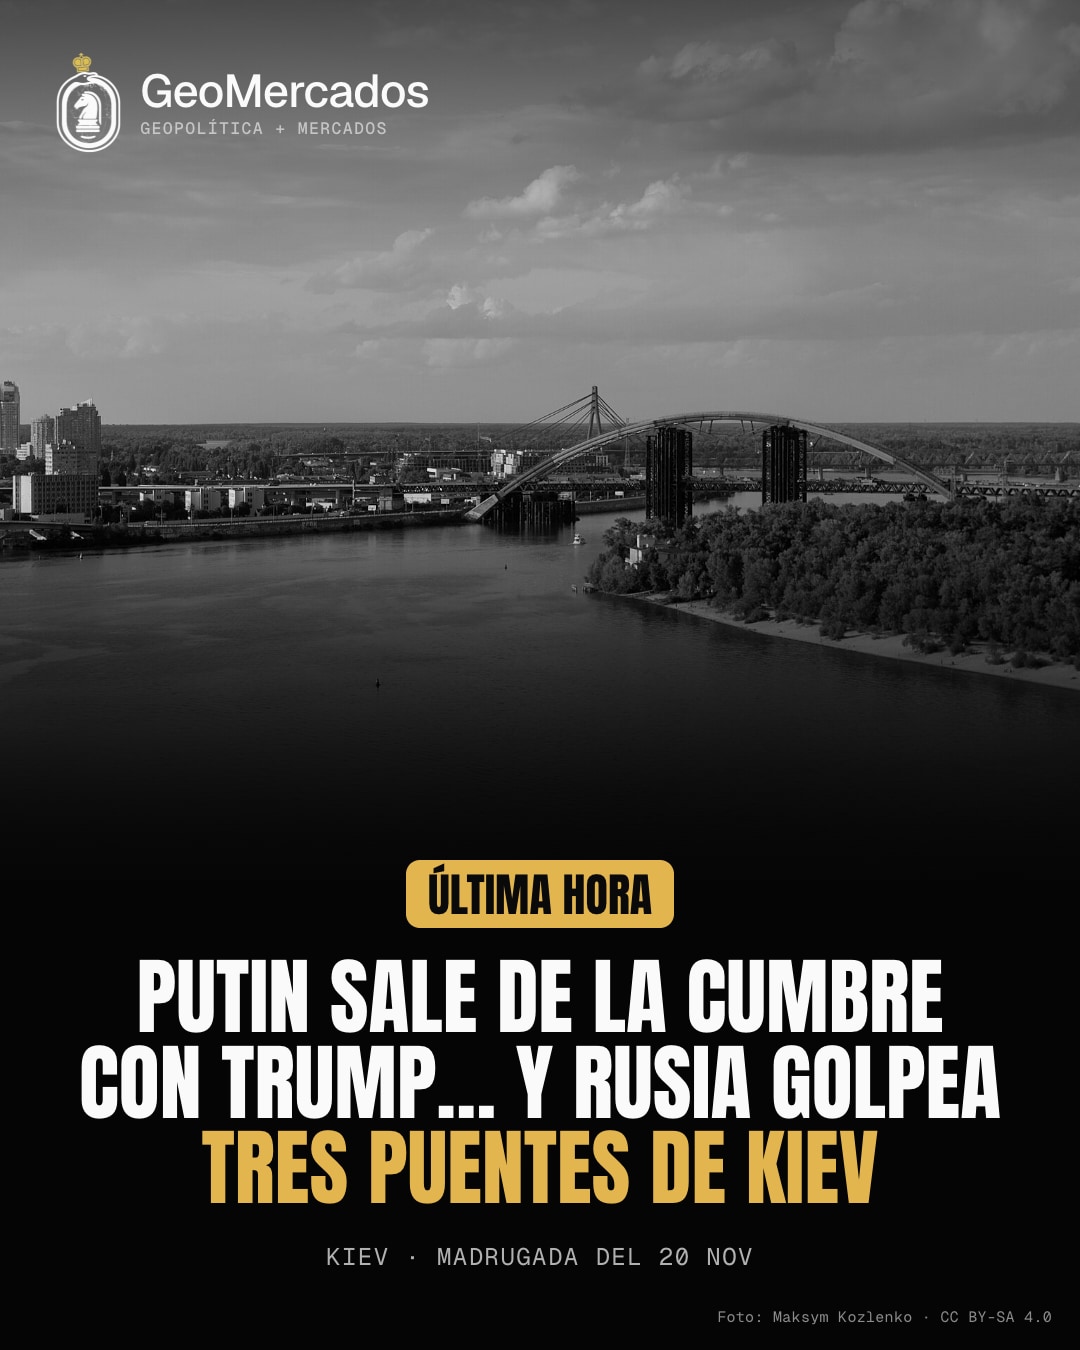 GeoMercados
GEOPOLÍTICA + MERCADOS
ÚLTIMA HORA
PUTIN SALE DE LA CUMBRE
CON TRUMP... Y RUSIA GOLPEA
TRES PUENTES DE KIEV
KIEV · MADRUGADA DEL 20 NOV
Foto: Maksym Kozlenko · CC BY-SA 4.0